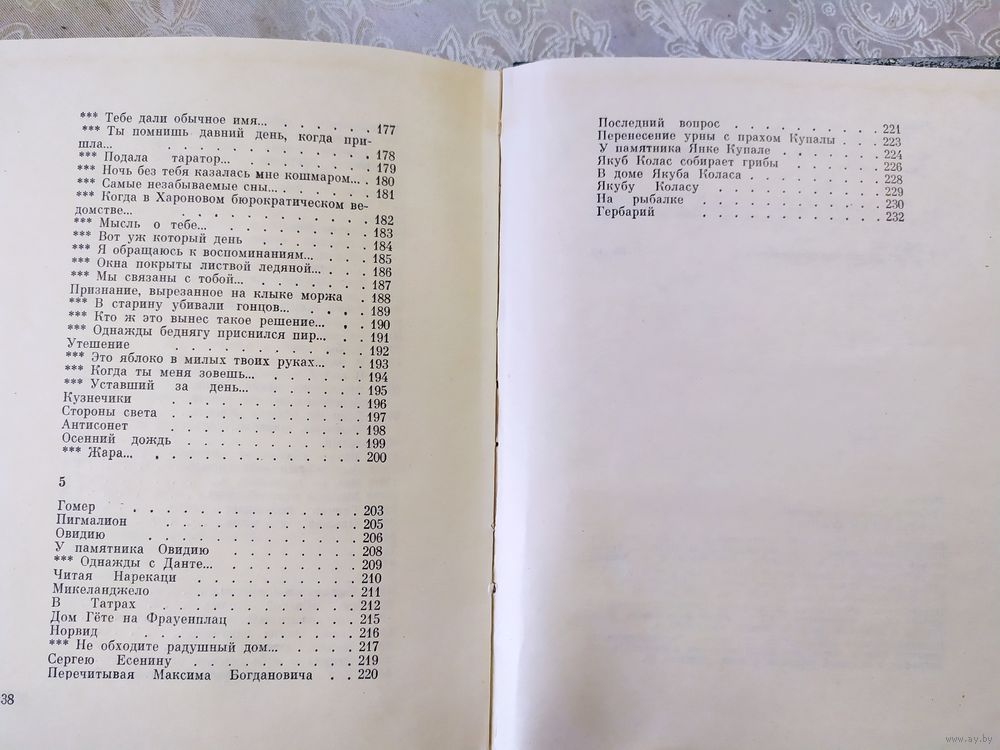 *** Тебе дали обычное имя... . . . . . . 177
*** Ты помнишь давний день, когда при-
шла... . . . . . . . . . . . . 178
*** Подала таратор... . . . . . . . 179
*** Ночь без тебя казалась мне кошмаром... . 180
*** Самые незабываемые сны... . . . . . 181
*** Когда в Хароновом бюрократическом ве-
домстве... . . . . . . . . . . 182
*** Мысль о тебе... . . . . . . . . 183
*** Вот уж который день . . . . . . 184
*** Я обращаюсь к воспоминаниям... . . . 185
*** Окна покрыты листвой ледяной... . . . 186
*** Мы связаны с тобой... . . . . . . 187
Признание, вырезанное на клыке моржа . 188
*** В старину убивали гонцов... . . . . 189
*** Кто ж это вынес такое решение... . . 190
*** Однажды беднягу приснился пир... . . 191
Утешение . . . . . . . . . . . 192
*** Это яблоко в милых твоих руках... . . 193
*** Когда ты меня зовешь... . . . . . 194
*** Уставший за день... . . . . . . 195
Кузнечики . . . . . . . . . . 196
Стороны света . . . . . . . . . 197
Антисонет . . . . . . . . . . 198
Осенний дождь . . . . . . . . . 199
*** Жара... . . . . . . . . . . . 200
5
Гомер . . . . . . . . . . . . 203
Пигмалион . . . . . . . . . . 205
Овидию . . . . . . . . . . . 206
У памятника Овидию . . . . . . . 208
*** Однажды с Данте... . . . . . . . 209
Читая Нарекаци . . . . . . . . 210
Микеланджело . . . . . . . . . 211
В Татрах . . . . . . . . . . . 212
Дом Гёте на Фрауенплац . . . . . . 215
Норвид . . . . . . . . . . . 216
*** Не обходите радушный дом... . . . . 217
Сергею Есенину . . . . . . . . . 219
Перечитывая Максима Богдановича . . 220
38
Последний вопрос . . . . . . . . 221
Перенесение урны с прахом Купалы . . 223
У памятника Янке Купале . . . . . 224
Якуб Колас собирает грибы . . . . . 226
В доме Якуба Коласа . . . . . . . 228
Якубу Коласу . . . . . . . . . 229
На рыбалке . . . . . . . . . . 230
Гербарий . . . . . . . . . . 232
www.ay.by